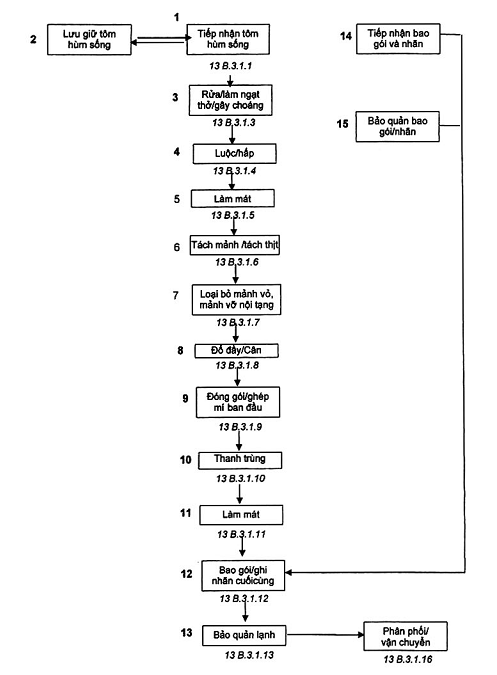 1
2
Lưu giữ tôm
hùm sống
Tiếp nhận tôm
hùm sống
13 B.3.1.1
14
Tiếp nhận bao
gói và nhãn
3
Rửa/làm ngạt
thở/gây choáng
13 B.3.1.3
15
Bảo quản bao
gói/nhãn
4
Luộc/hấp
13 B.3.1.4
5
Làm mát
13 B.3.1.5
6
Tách mảnh /tách thịt
13 B.3.1.6
7
Loại bỏ mảnh vỏ,
mảnh vỡ nội tạng
13 B.3.1.7
8
Đổ đầy/Cân
13 B.3.1.8
9
Đóng gói/ghép
mí ban đầu
13 B.3.1.9
10
Thanh trùng
13 B.3.1.10
11
Làm mát
13 B.3.1.11
12
Bao gói/ghi
nhãn cuốicùng
13 B.3.1.12
13
Bảo quản lạnh
13 B.3.1.13
Phân phối/
vận chuyển
13 B.3.1.16